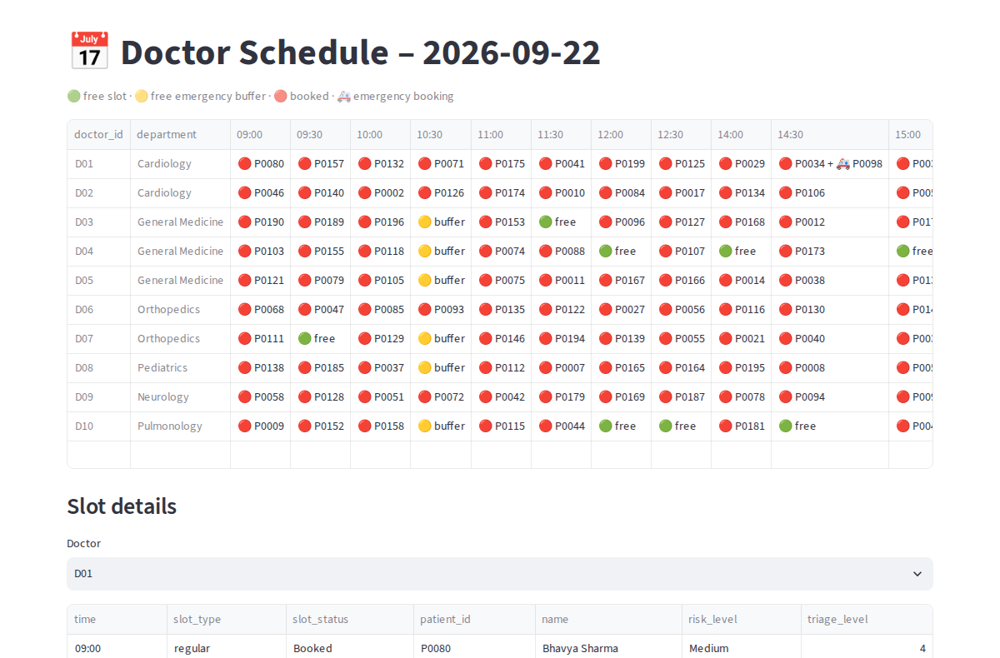 July 17 Doctor Schedule – 2026-09-22
free slot · free emergency buffer · booked · emergency booking
doctor_id department 09:00 09:30 10:00 10:30 11:00 11:30 12:00 12:30 14:00 14:30 15:00
D01 Cardiology P0080 P0157 P0132 P0071 P0175 P0041 P0199 P0125 P0029 P0034 + P0098
D02 Cardiology P0046 P0140 P0002 P0126 P0174 P0010 P0084 P0017 P0134 P0106
D03 General Medicine P0190 P0189 P0196 buffer P0153 free P0096 P0127 P0168 P0012
D04 General Medicine P0103 P0155 P0118 buffer P0074 P0088 free P0107 free P0173 free
D05 General Medicine P0121 P0079 P0105 buffer P0075 P0011 P0167 P0166 P0014 P0038
D06 Orthopedics P0068 P0047 P0085 P0093 P0135 P0122 P0027 P0056 P0116 P0130
D07 Orthopedics P0111 free P0129 buffer P0146 P0194 P0139 P0055 P0021 P0040
D08 Pediatrics P0138 P0185 P0037 buffer P0112 P0007 P0165 P0164 P0195 P0008
D09 Neurology P0058 P0128 P0051 P0072 P0042 P0179 P0169 P0187 P0078 P0094
D10 Pulmonology P0009 P0152 P0158 buffer P0115 P0044 free free P0181 free
Slot details
Doctor
D01
time slot_type slot_status patient_id name risk_level triage_level
09:00 regular Booked P0080 Bhavya Sharma Medium 4